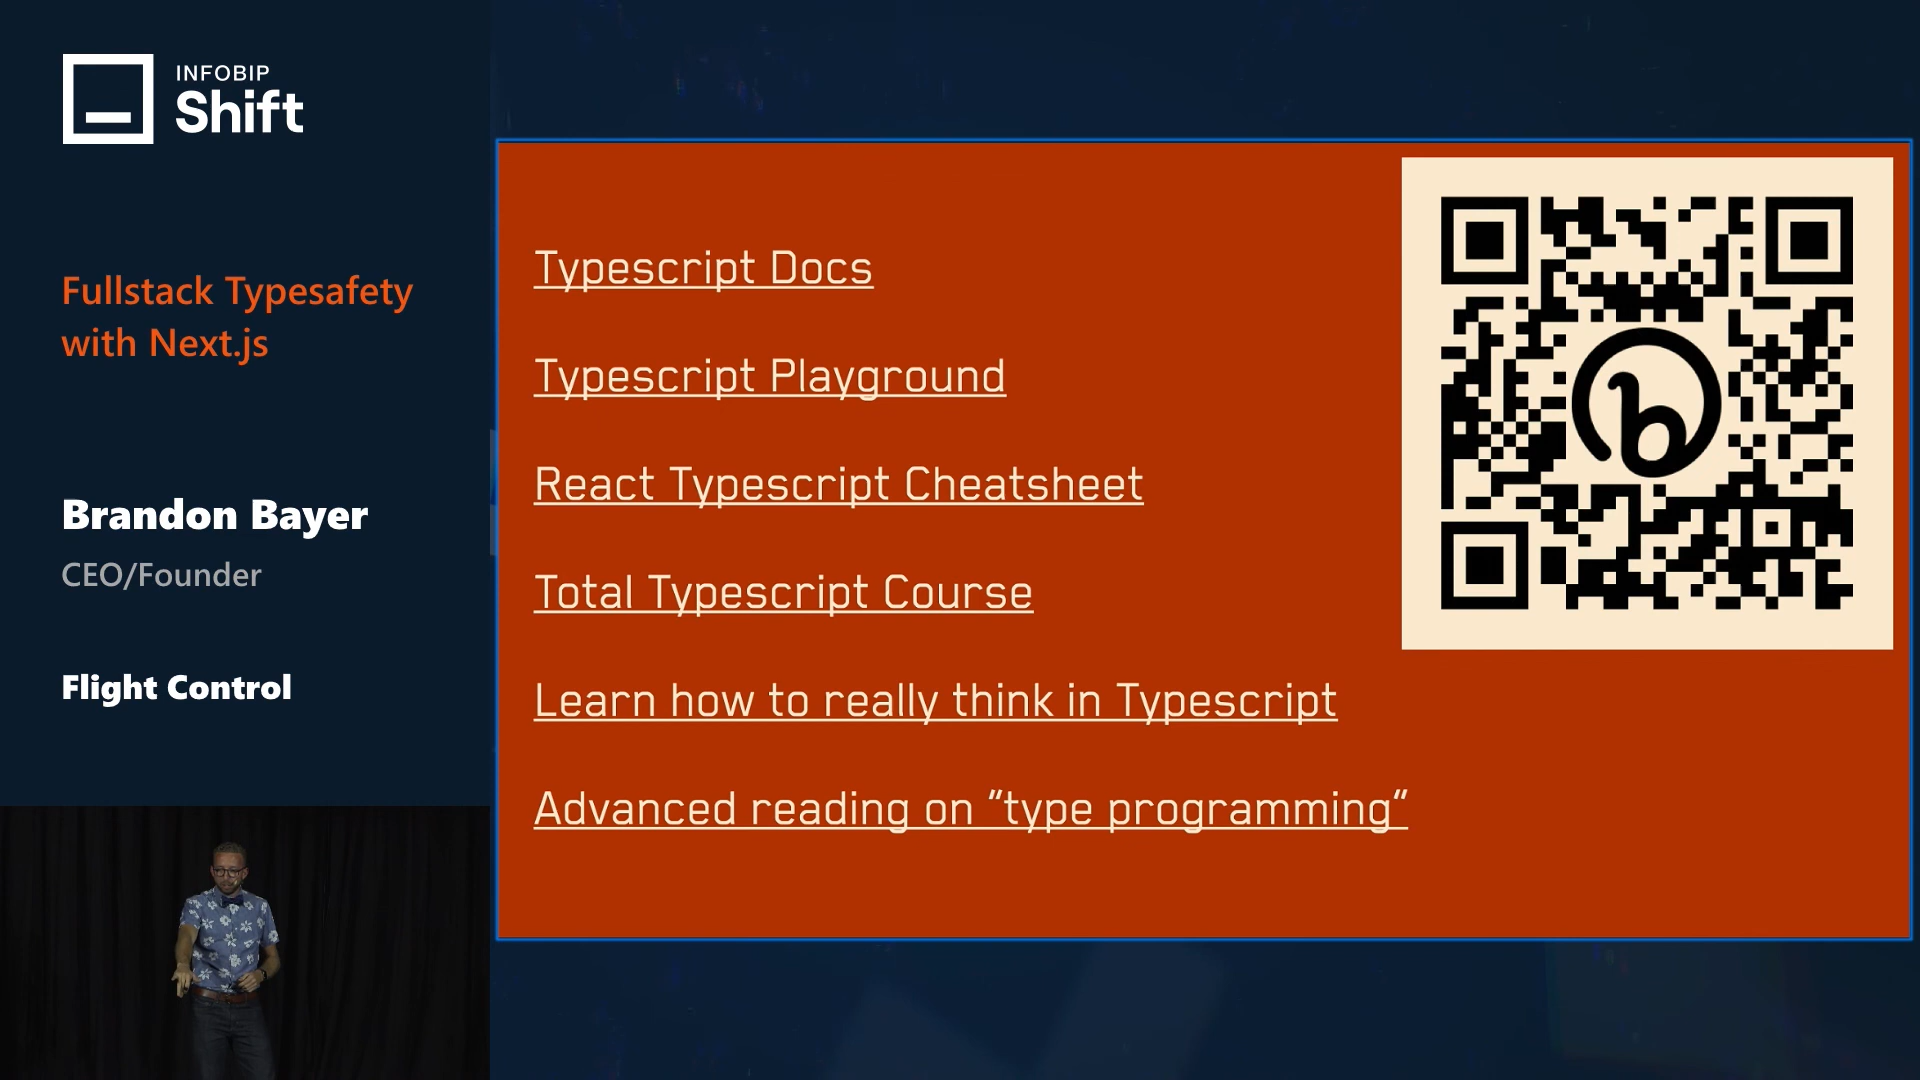 INFOBIP
Shift
Fullstack Typesafety
with Next.js
Brandon Bayer
CEO/Founder
Flight Control
Typescript Docs
Typescript Playground
React Typescript Cheatsheet
Total Typescript Course
Learn how to really think in Typescript
Advanced reading on “type programming”
b